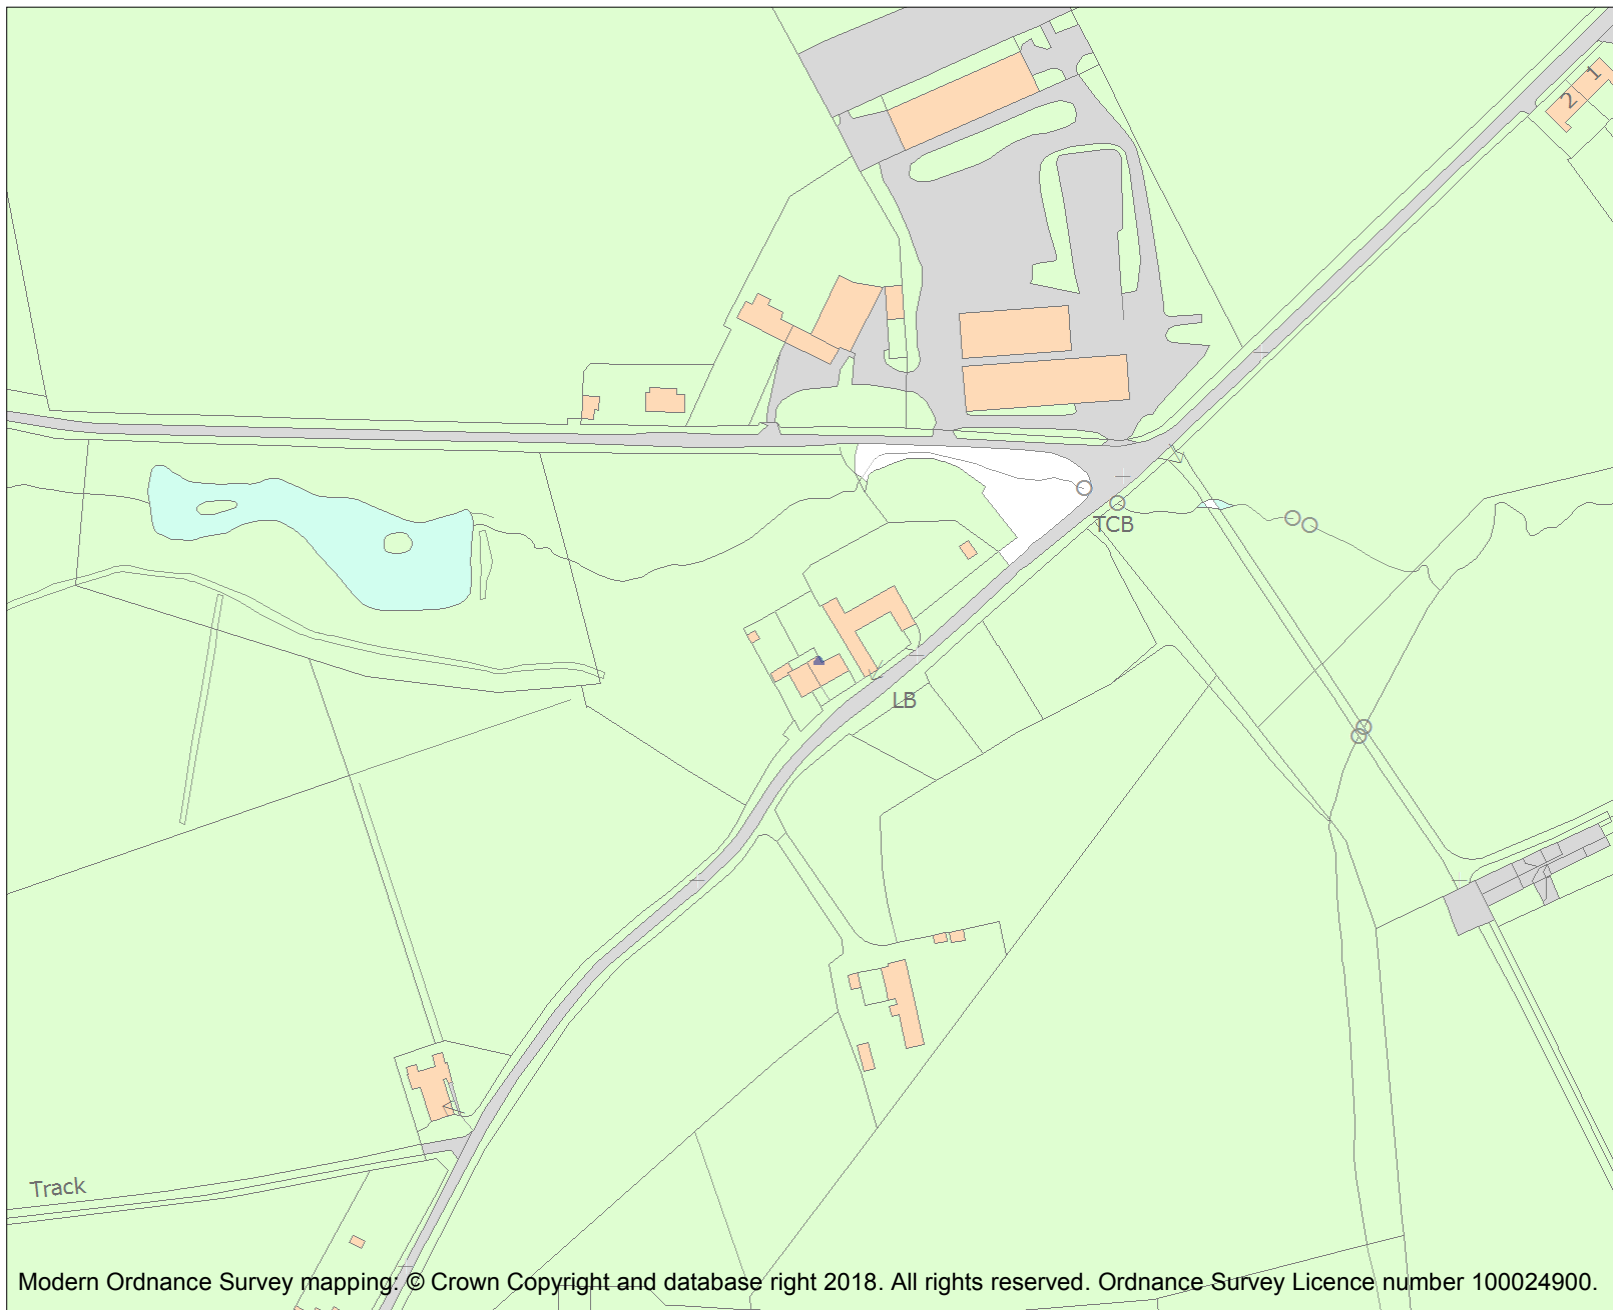 1
2
TCB
LB
Track
Modern Ordnance Survey mapping: © Crown Copyright and database right 2018. All rights reserved. Ordnance Survey Licence number 100024900.